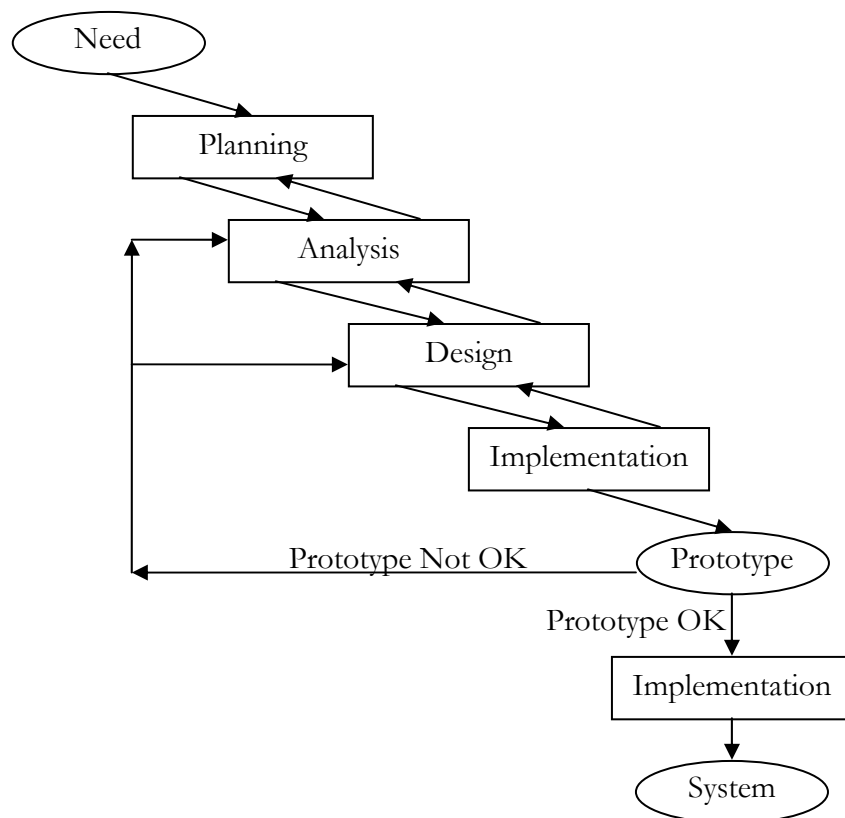 Need
Planning
Analysis
Design
Implementation
Prototype Not OK
Prototype
Prototype OK
Implementation
System